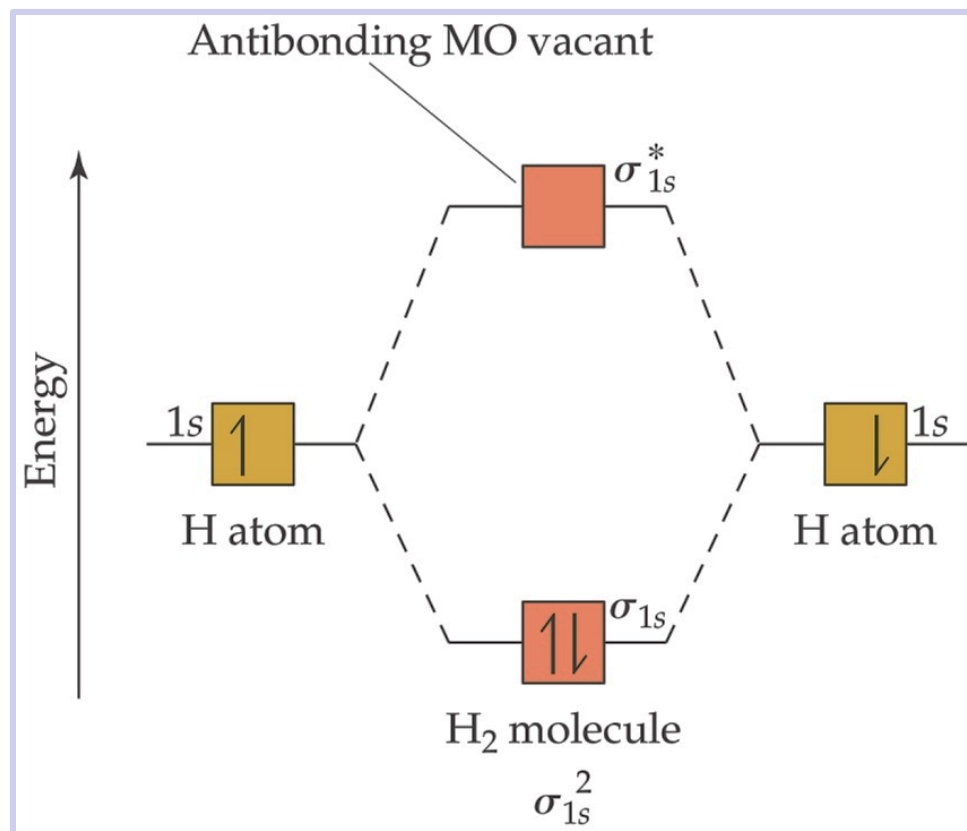 Antibonding MO vacant
σ*1s
Energy
1s
1s
H atom
H atom
σ1s
H₂ molecule
σ1s²